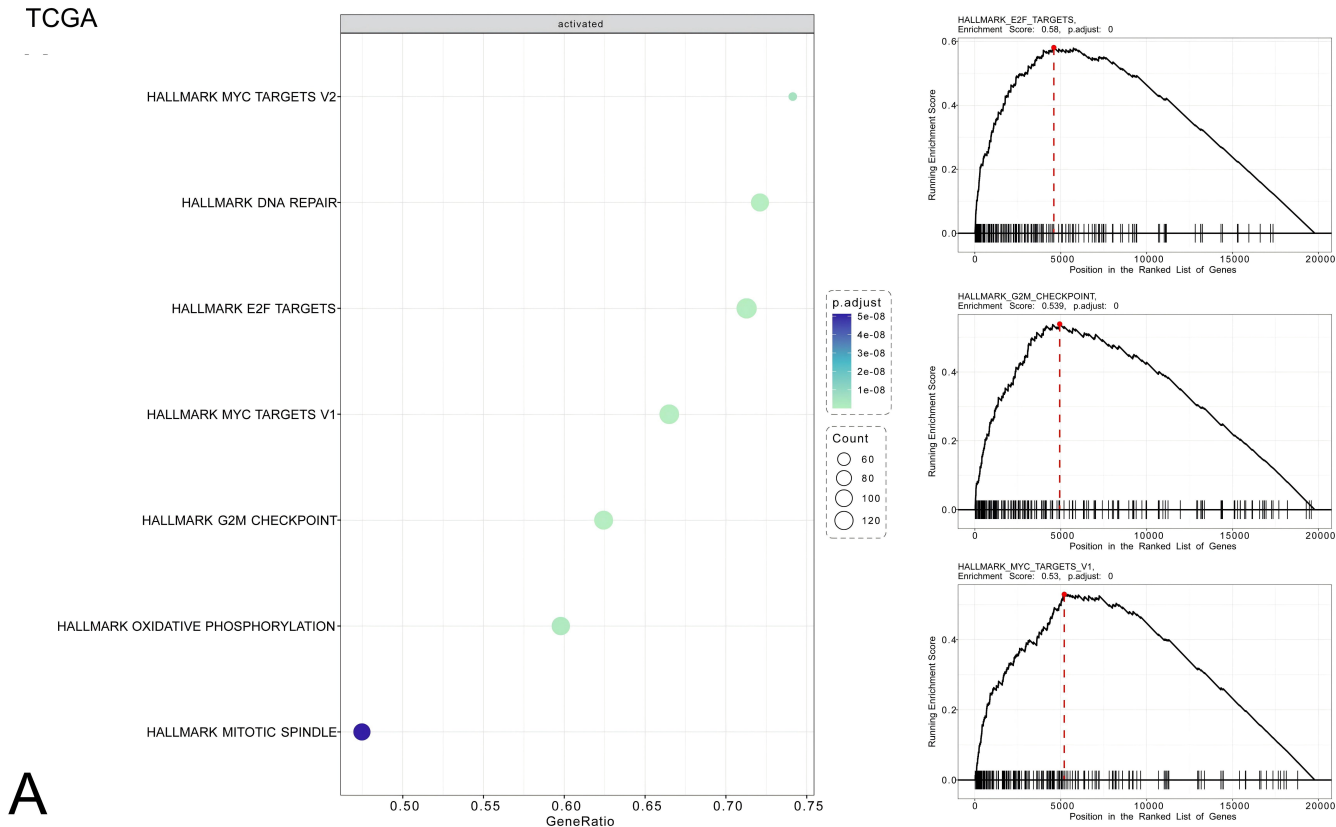 TCGA
activated
HALLMARK MYC TARGETS V2
HALLMARK DNA REPAIR
HALLMARK E2F TARGETS
HALLMARK MYC TARGETS V1
HALLMARK G2M CHECKPOINT
HALLMARK OXIDATIVE PHOSPHORYLATION
HALLMARK MITOTIC SPINDLE
0.50 0.55 0.60 0.65 0.70 0.75
GeneRatio
A
p.adjust
5e-08
4e-08
3e-08
2e-08
1e-08
Count
60
80
100
120
HALLMARK_E2F_TARGETS,
Enrichment Score: 0.58, p.adjust: 0
Running Enrichment Score
0.6
0.4
0.2
0.0
0 5000 10000 15000 20000
Position in the Ranked List of Genes
HALLMARK_G2M_CHECKPOINT,
Enrichment Score: 0.539, p.adjust: 0
Running Enrichment Score
0.4
0.2
0.0
0 5000 10000 15000 20000
Position in the Ranked List of Genes
HALLMARK_MYC_TARGETS_V1,
Enrichment Score: 0.53, p.adjust: 0
Running Enrichment Score
0.4
0.2
0.0
0 5000 10000 15000 20000
Position in the Ranked List of Genes